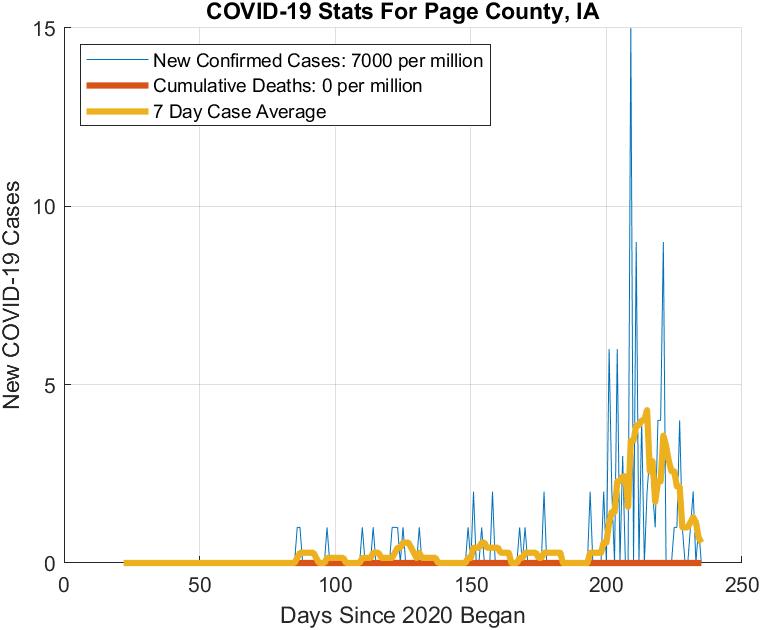 COVID-19 Stats For Page County, IA
New Confirmed Cases: 7000 per million
Cumulative Deaths: 0 per million
7 Day Case Average
New COVID-19 Cases
15
10
5
0
0 50 100 150 200 250
Days Since 2020 Began